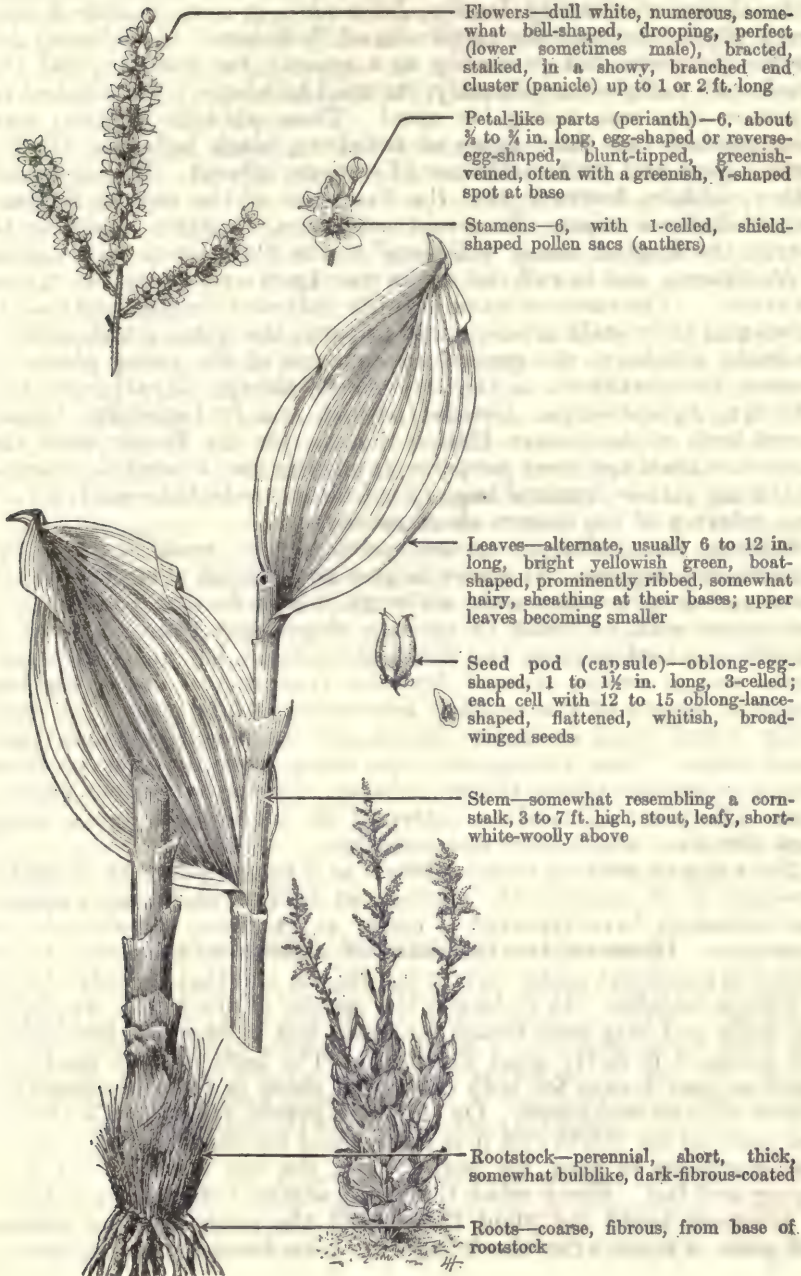 Flowers—dull white, numerous, some-
what bell-shaped, drooping, perfect
(lower sometimes male), bracted,
stalked, in a showy, branched end
cluster (panicle) up to 1 or 2 ft. long
Petal-like parts (perianth)—6, about
to ¾ in. long, egg-shaped or reverse-
egg-shaped, blunt-tipped, greenish-
veined, often with a greenish, Y-shaped
spot at base
Stamens—6, with 1-celled, shield-
shaped pollen sacs (anthers)
Leaves—alternate, usually 6 to 12 in.
long, bright yellowish green, boat-
shaped, prominently ribbed, somewhat
hairy, sheathing at their bases; upper
leaves becoming smaller
Seed pod (capsule)—oblong-egg-
shaped, 1 to 1½ in. long, 3-celled;
each cell with 12 to 15 oblong-lance-
shaped, flattened, whitish, broad-
winged seeds
Stem—somewhat resembling a corn-
stalk, 3 to 7 ft. high, stout, leafy, short-
white-woolly above
Rootstock—perennial, short, thick,
somewhat bulblike, dark-fibrous-coated
Roots—coarse, fibrous, from base of
rootstock